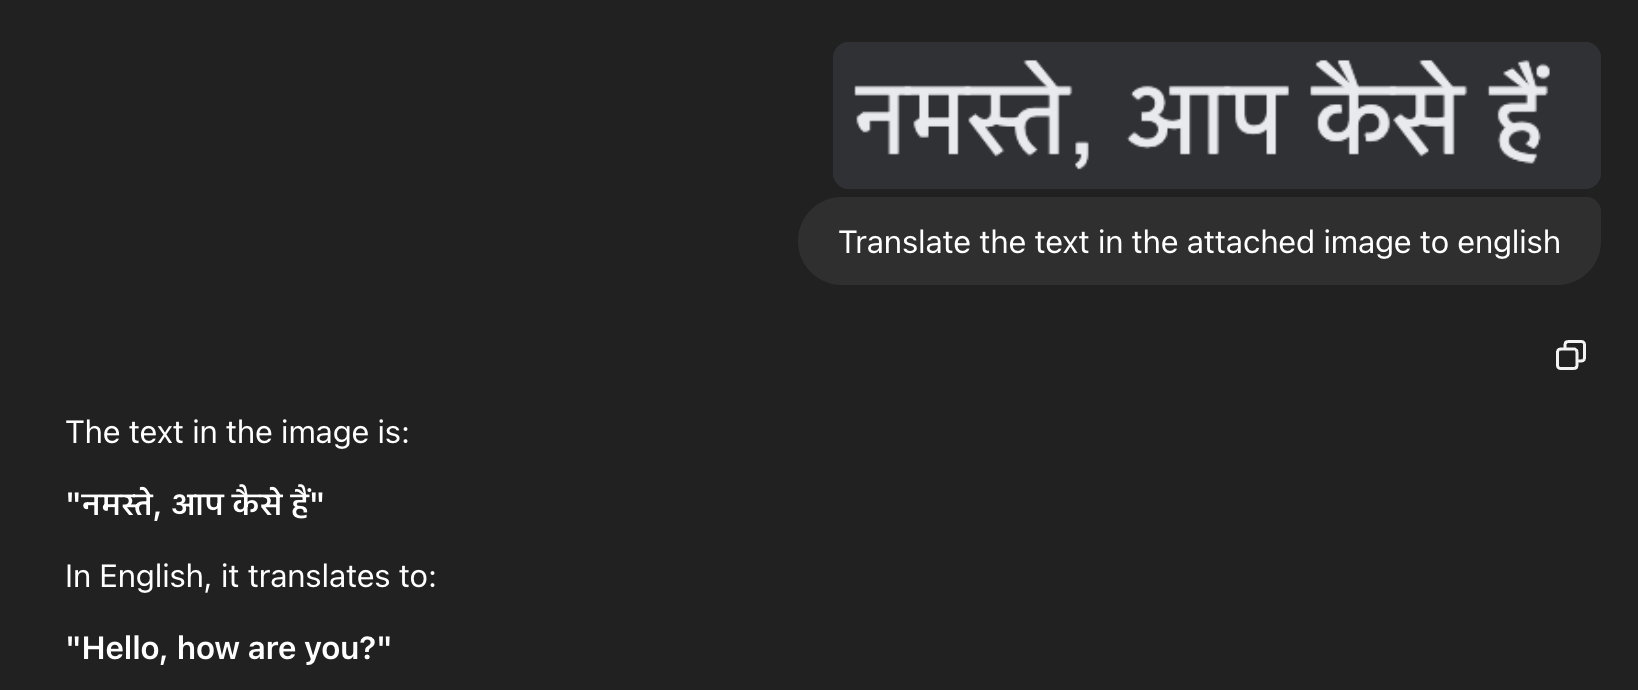 नमस्ते, आप कैसे हैं
Translate the text in the attached image to english
The text in the image is:
"नमस्ते, आप कैसे हैं"
In English, it translates to:
"Hello, how are you?"